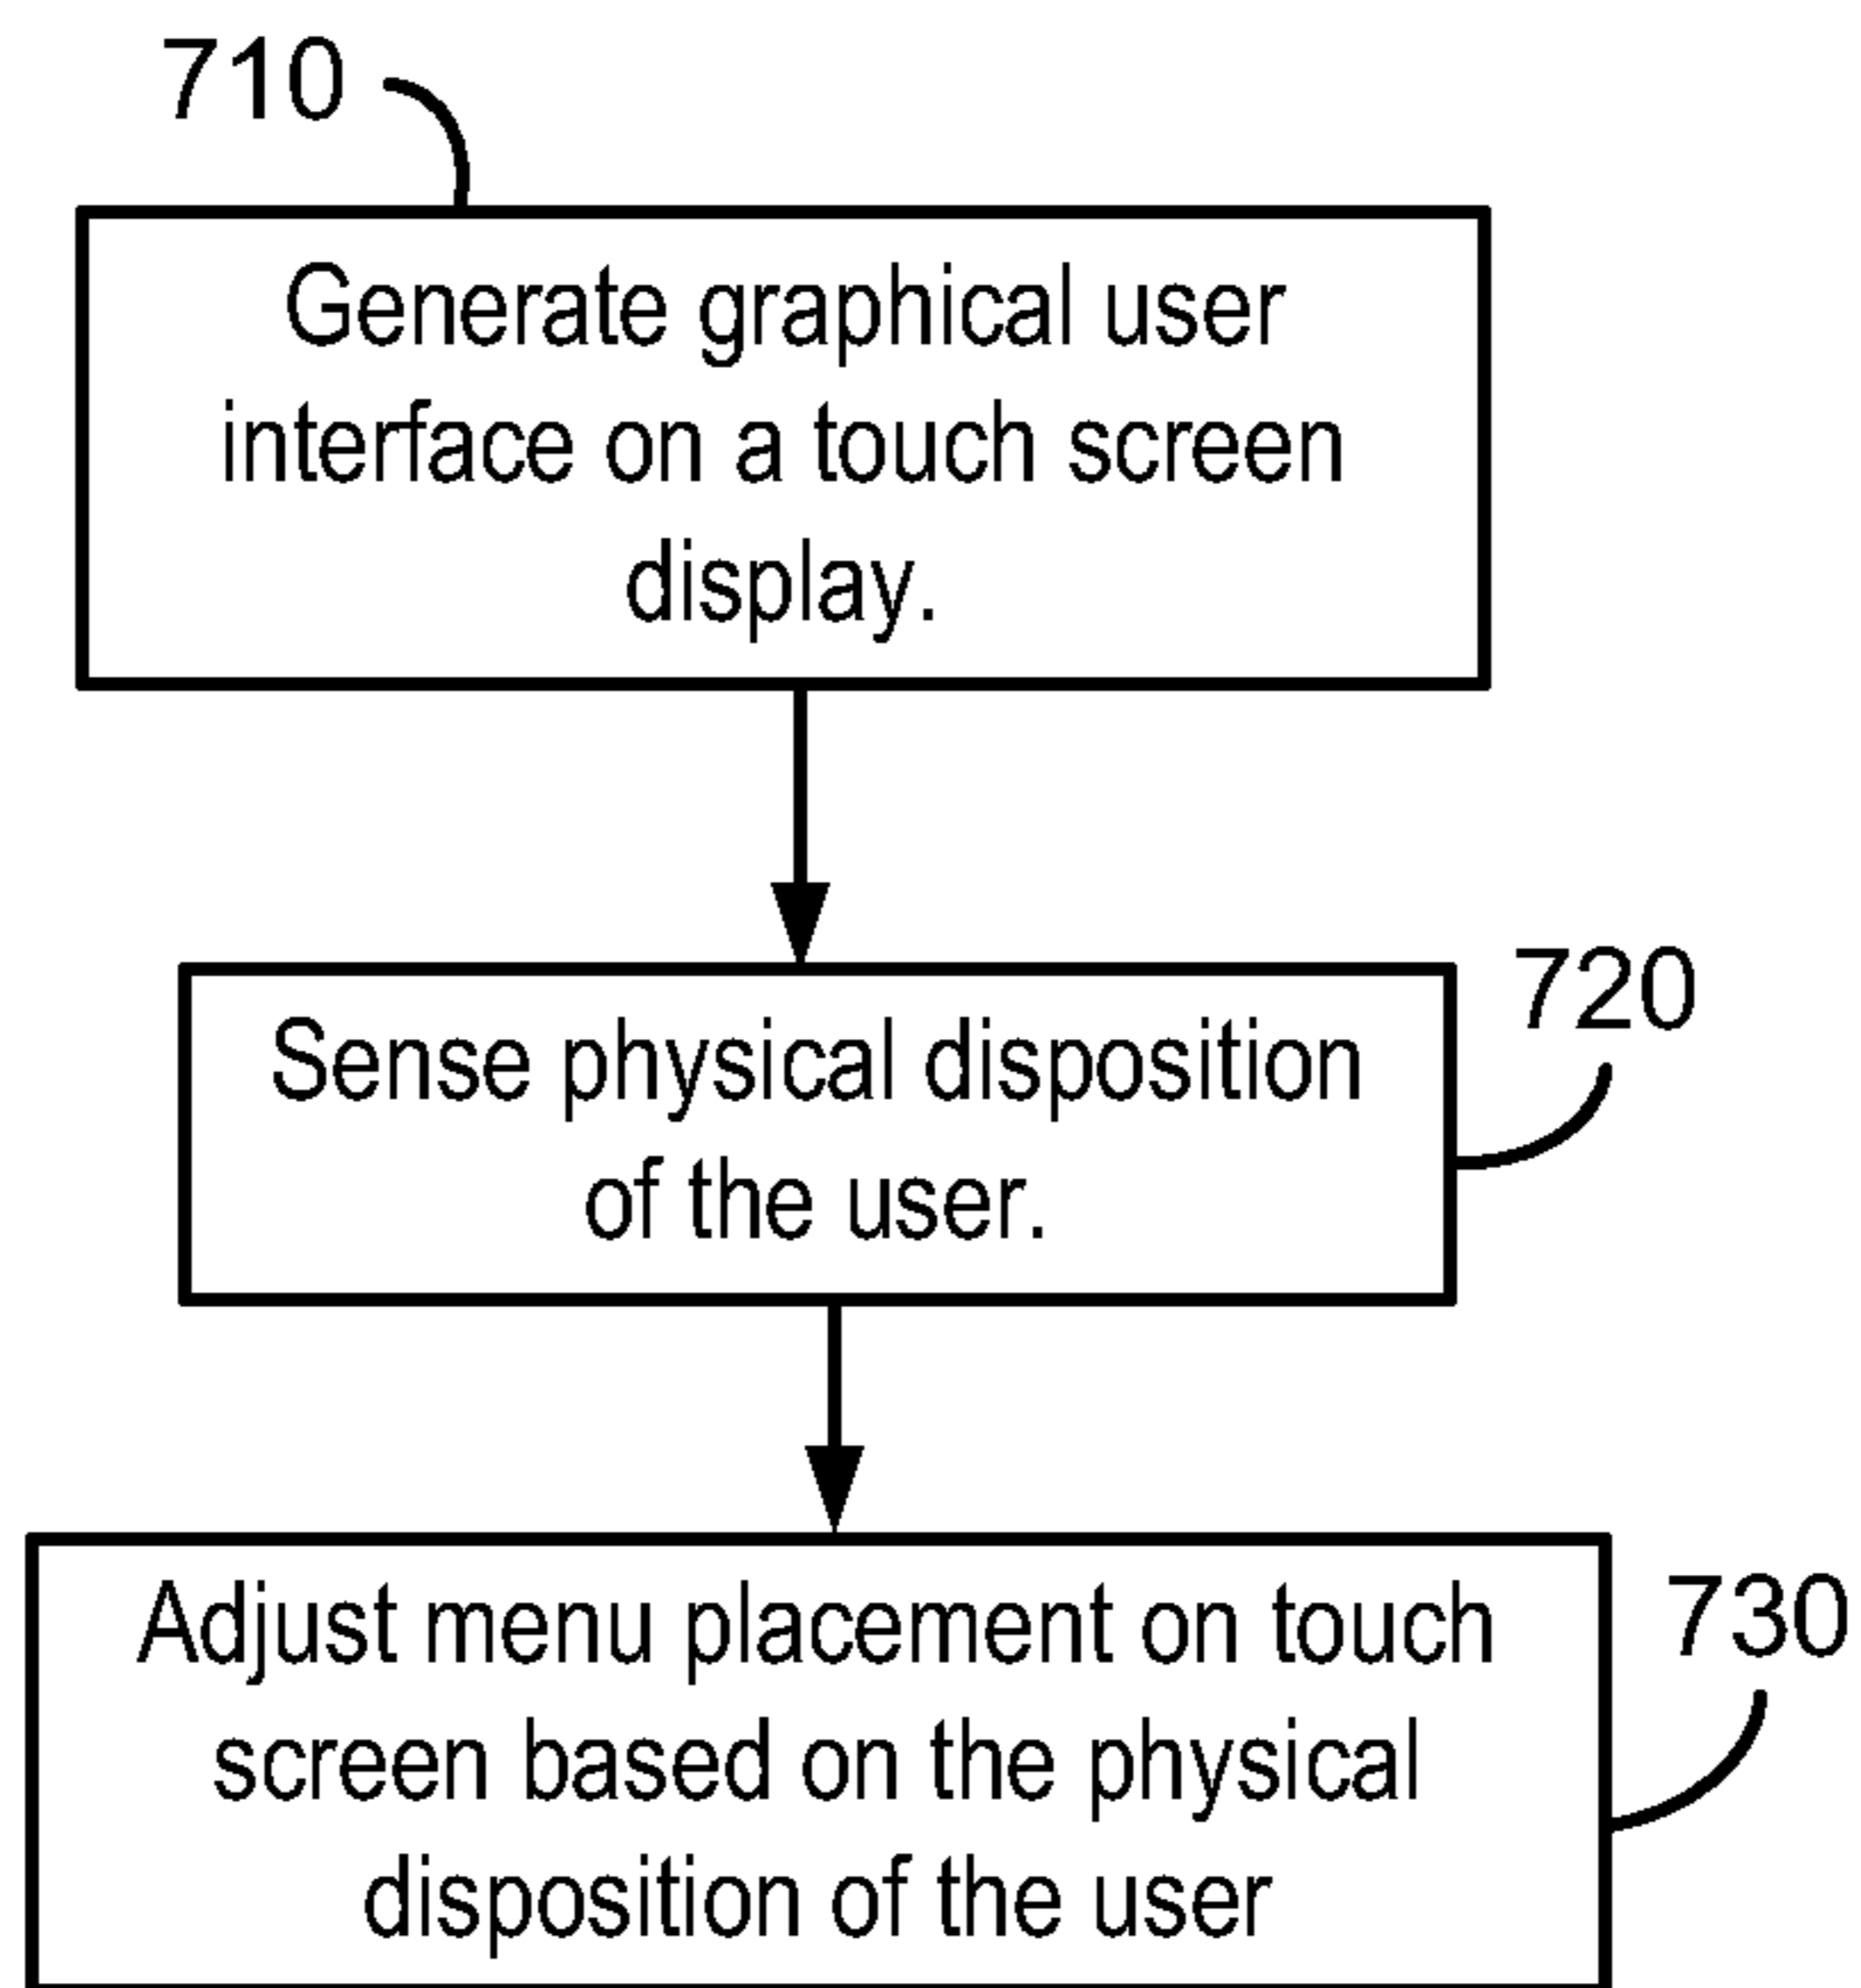 710
Generate graphical user
interface on a touch screen
display.
720
Sense physical disposition
of the user.
730
Adjust menu placement on touch
screen based on the physical
disposition of the user